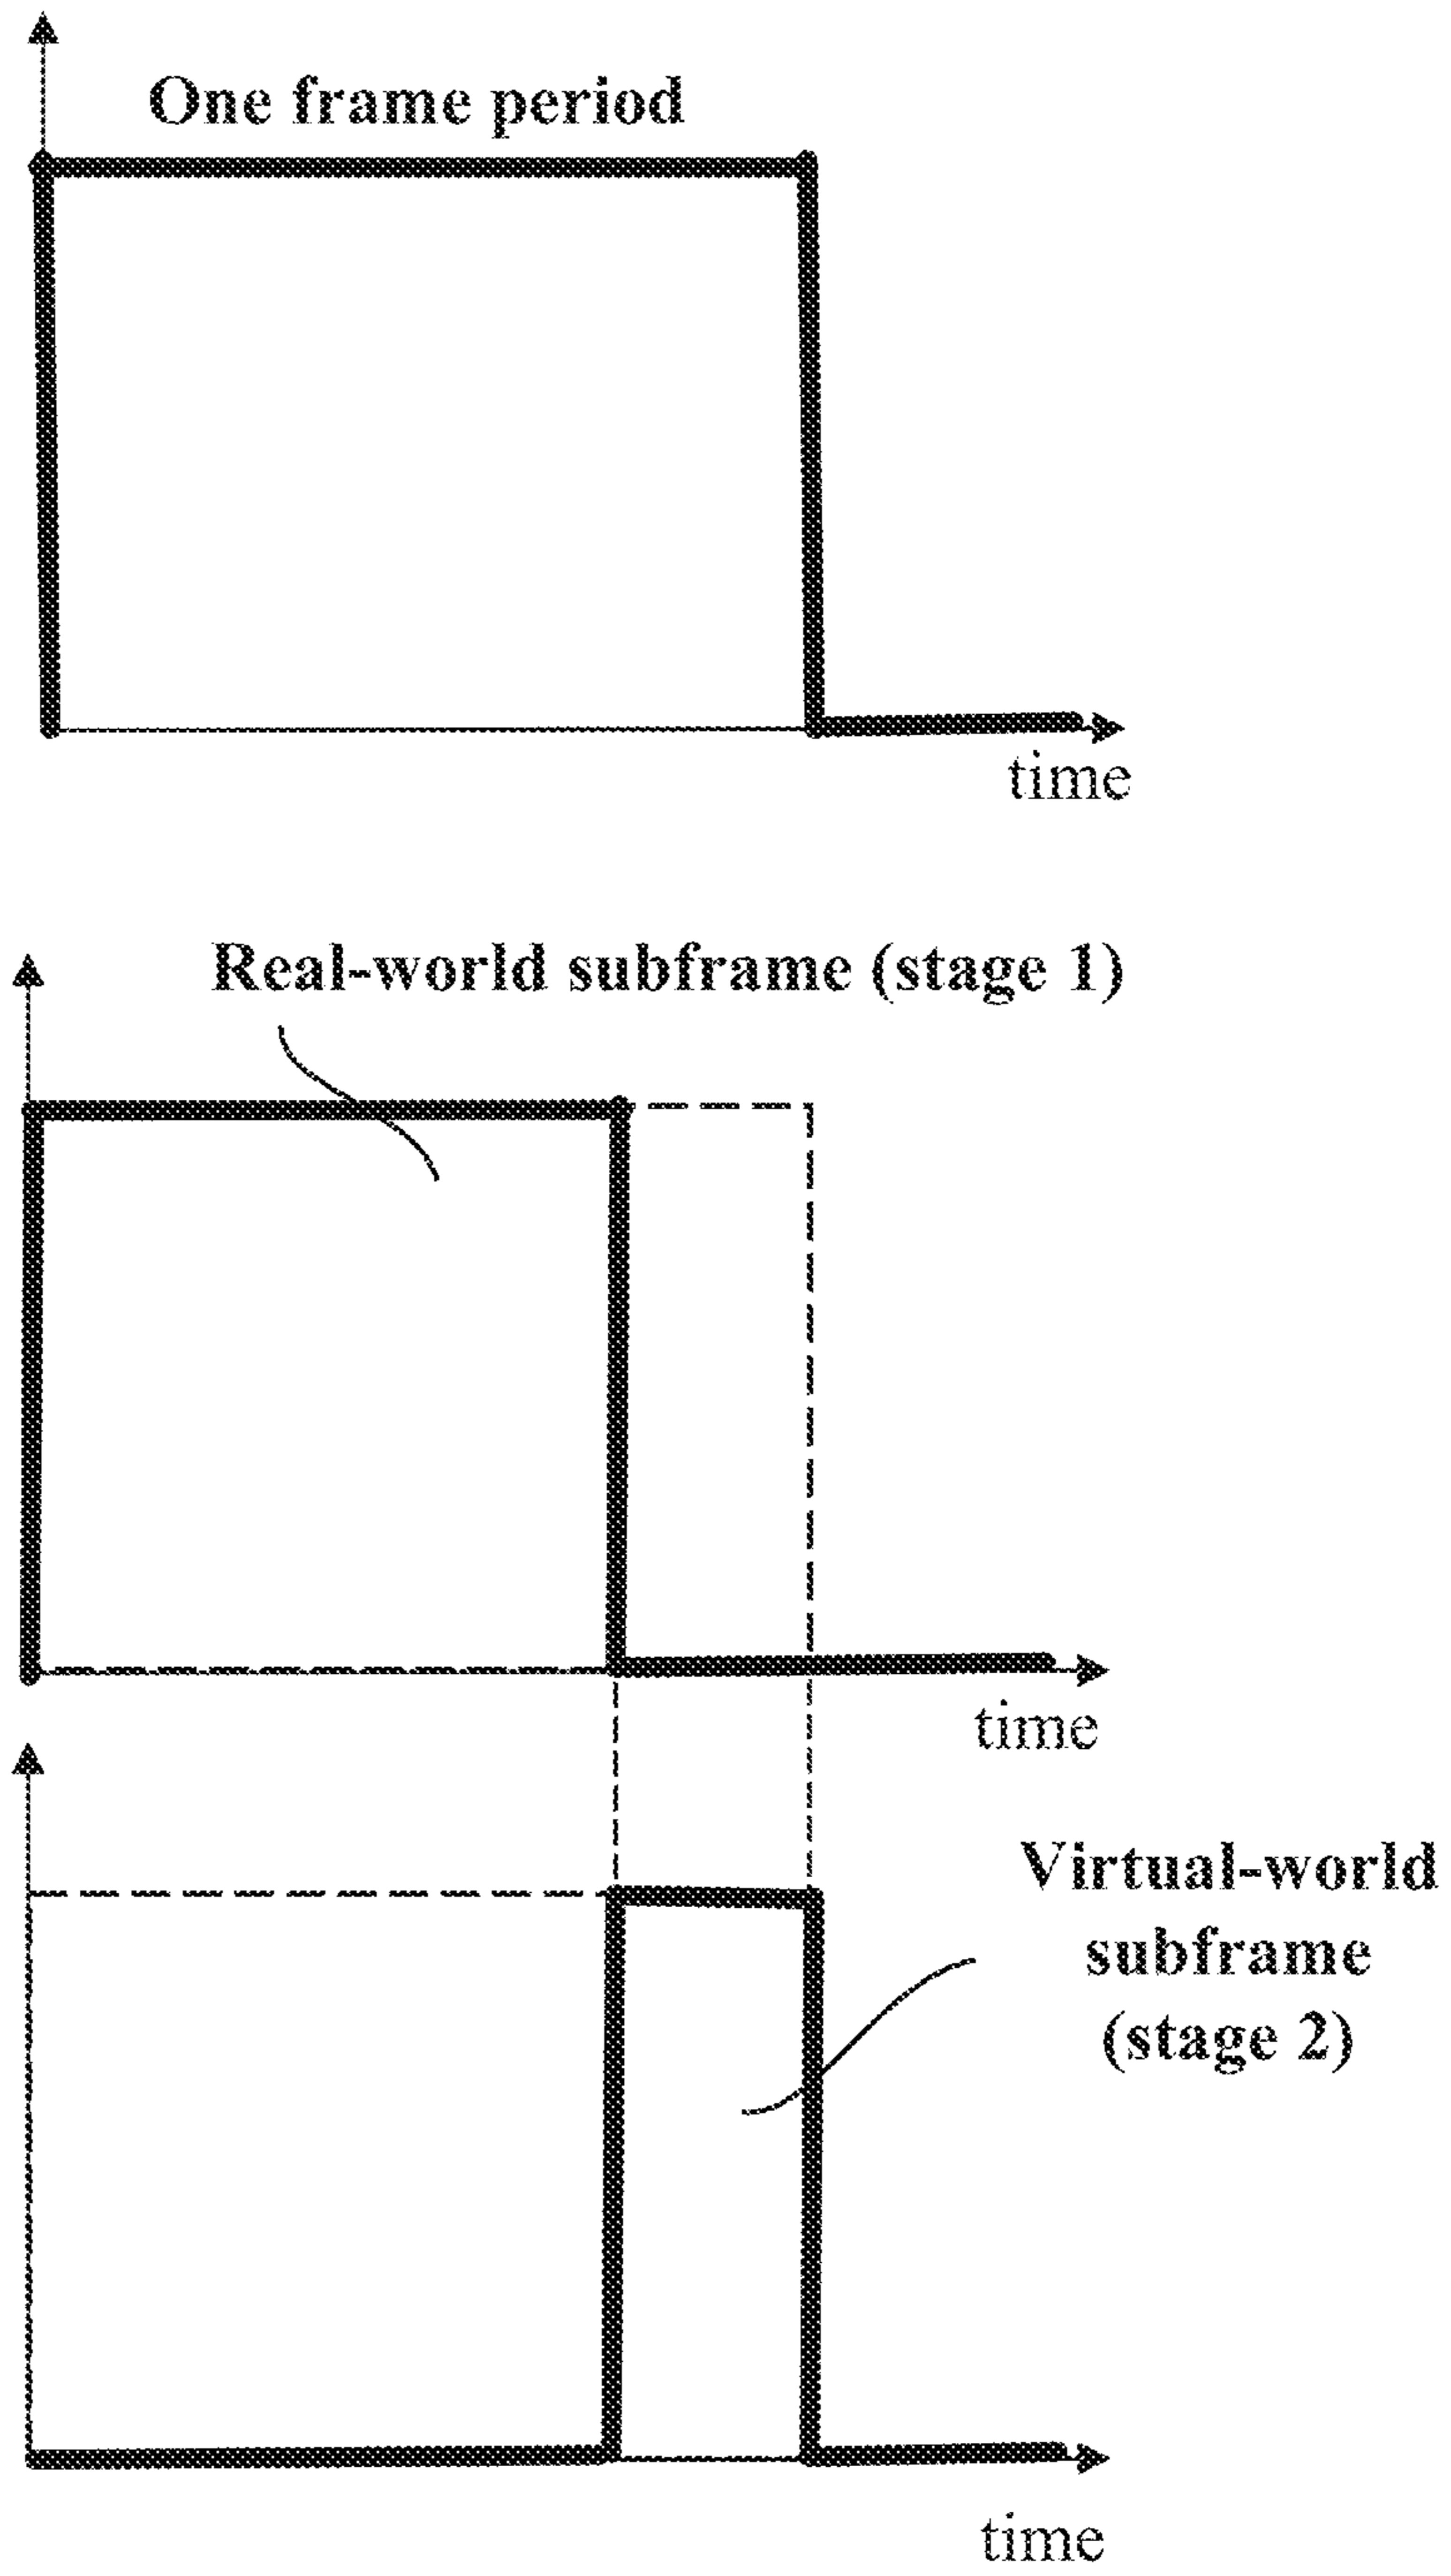 One frame period
time
Real-world subframe (stage 1)
time
Virtual-world
subframe
(stage 2)
time